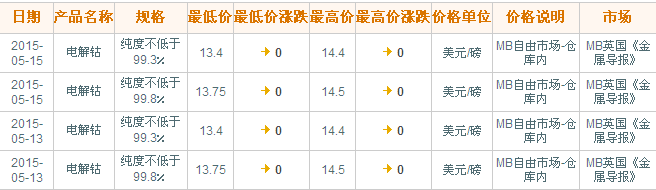 日期 产品名称 规格 最低价 最低价涨跌 最高价 最高价涨跌 价格单位 价格说明 市场
2015-05-15 电解钴 纯度不低于99.3% 13.4 → 0 14.4 → 0 美元/磅 MB自由市场-仓库内 MB英国《金属导报》
2015-05-15 电解钴 纯度不低于99.8% 13.75 → 0 14.5 → 0 美元/磅 MB自由市场-仓库内 MB英国《金属导报》
2015-05-13 电解钴 纯度不低于99.3% 13.4 → 0 14.4 → 0 美元/磅 MB自由市场-仓库内 MB英国《金属导报》
2015-05-13 电解钴 纯度不低于99.8% 13.75 → 0 14.5 → 0 美元/磅 MB自由市场-仓库内 MB英国《金属导报》